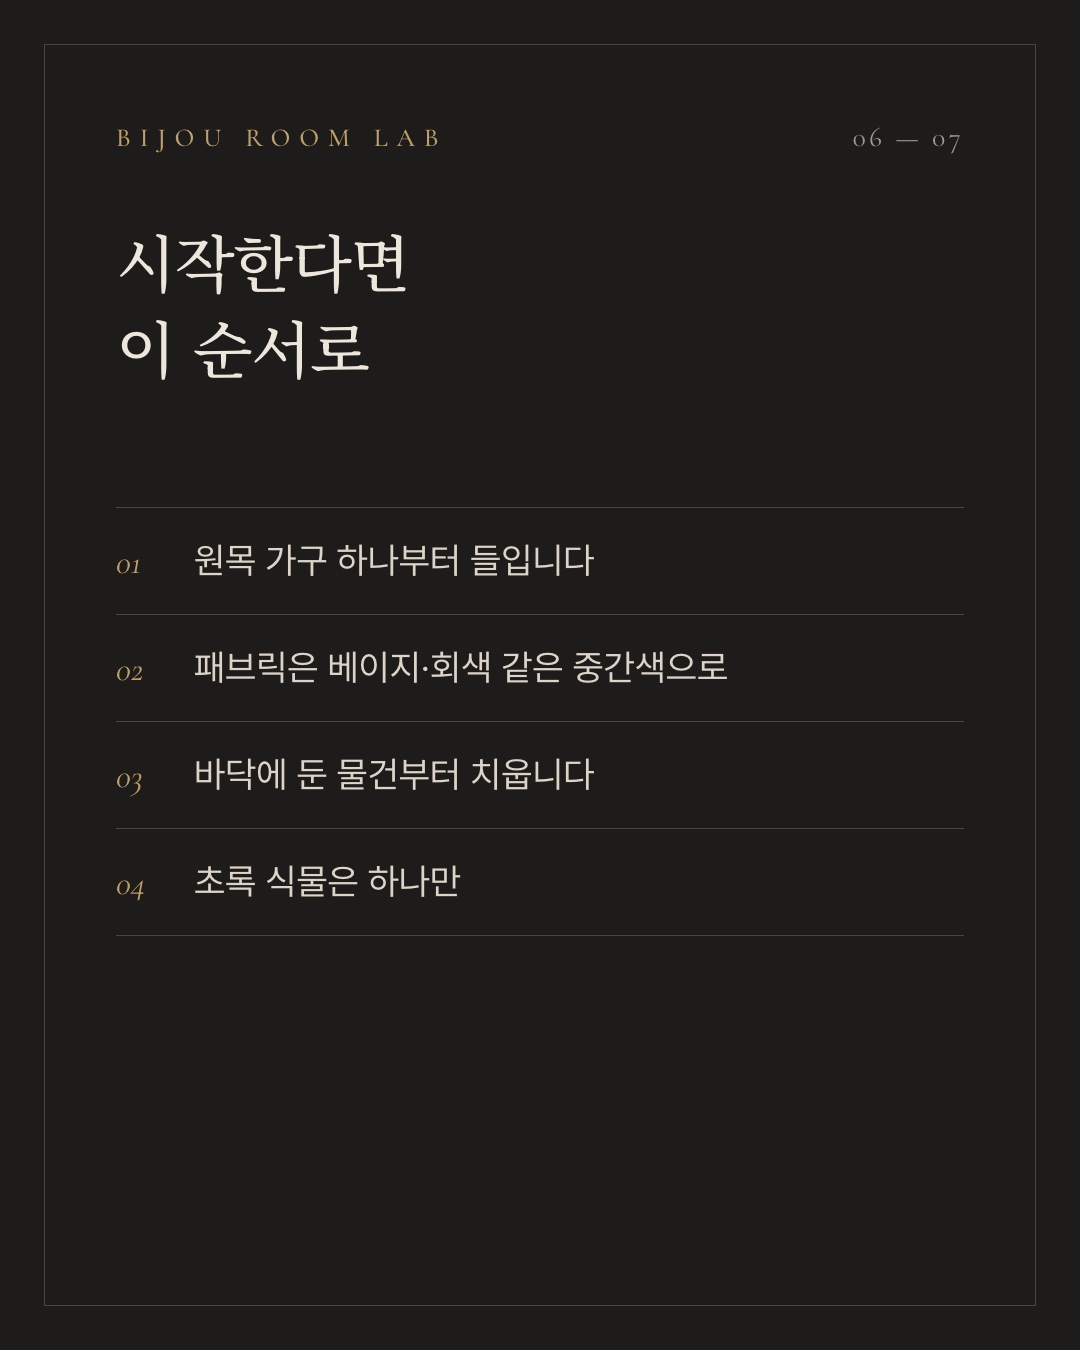 BIJOU ROOM LAB
06 — 07
시작한다면
이 순서로
01 원목 가구 하나부터 들입니다
02 패브릭은 베이지·회색 같은 중간색으로
03 바닥에 둔 물건부터 치웁니다
04 초록 식물은 하나만